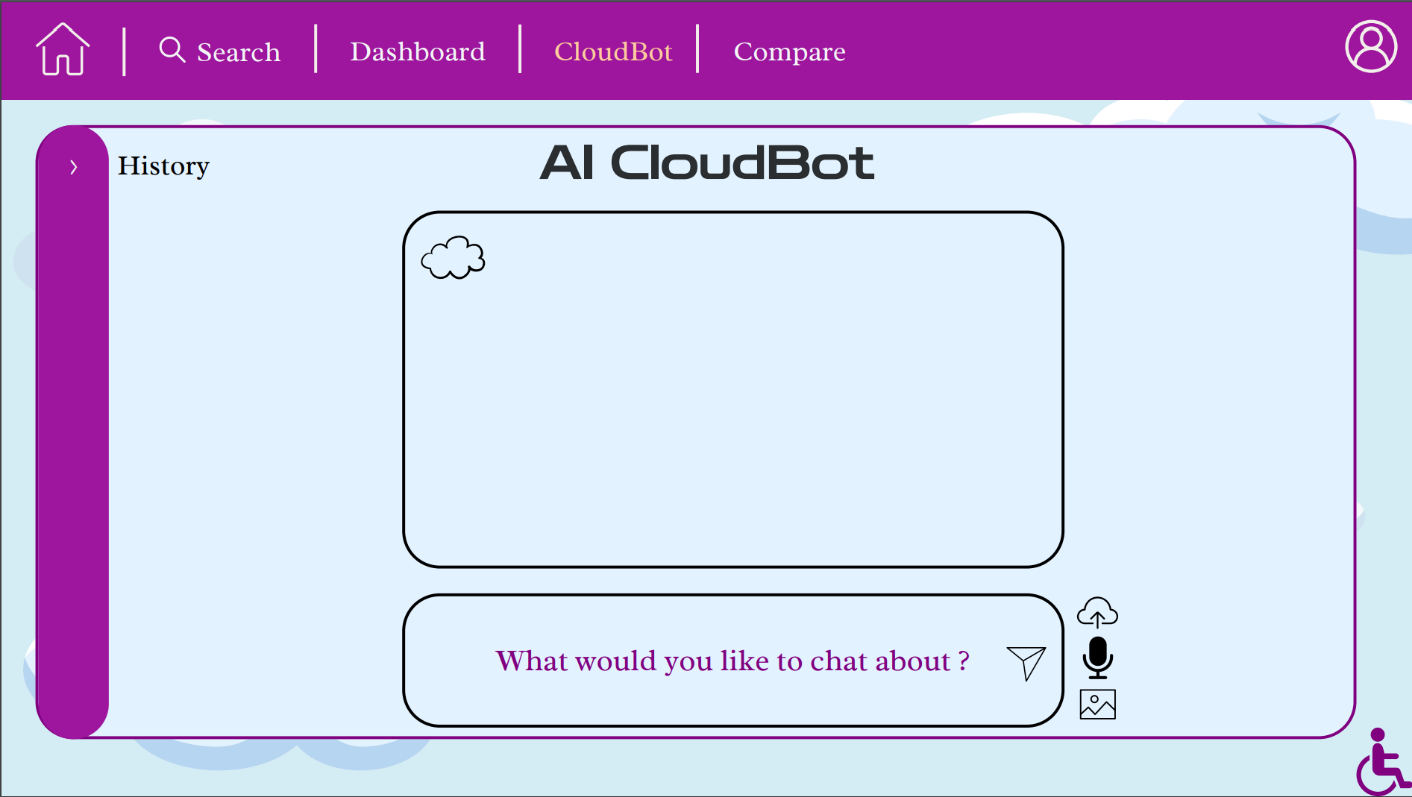 Search
Dashboard
CloudBot
Compare
History
AI CloudBot
What would you like to chat about ?